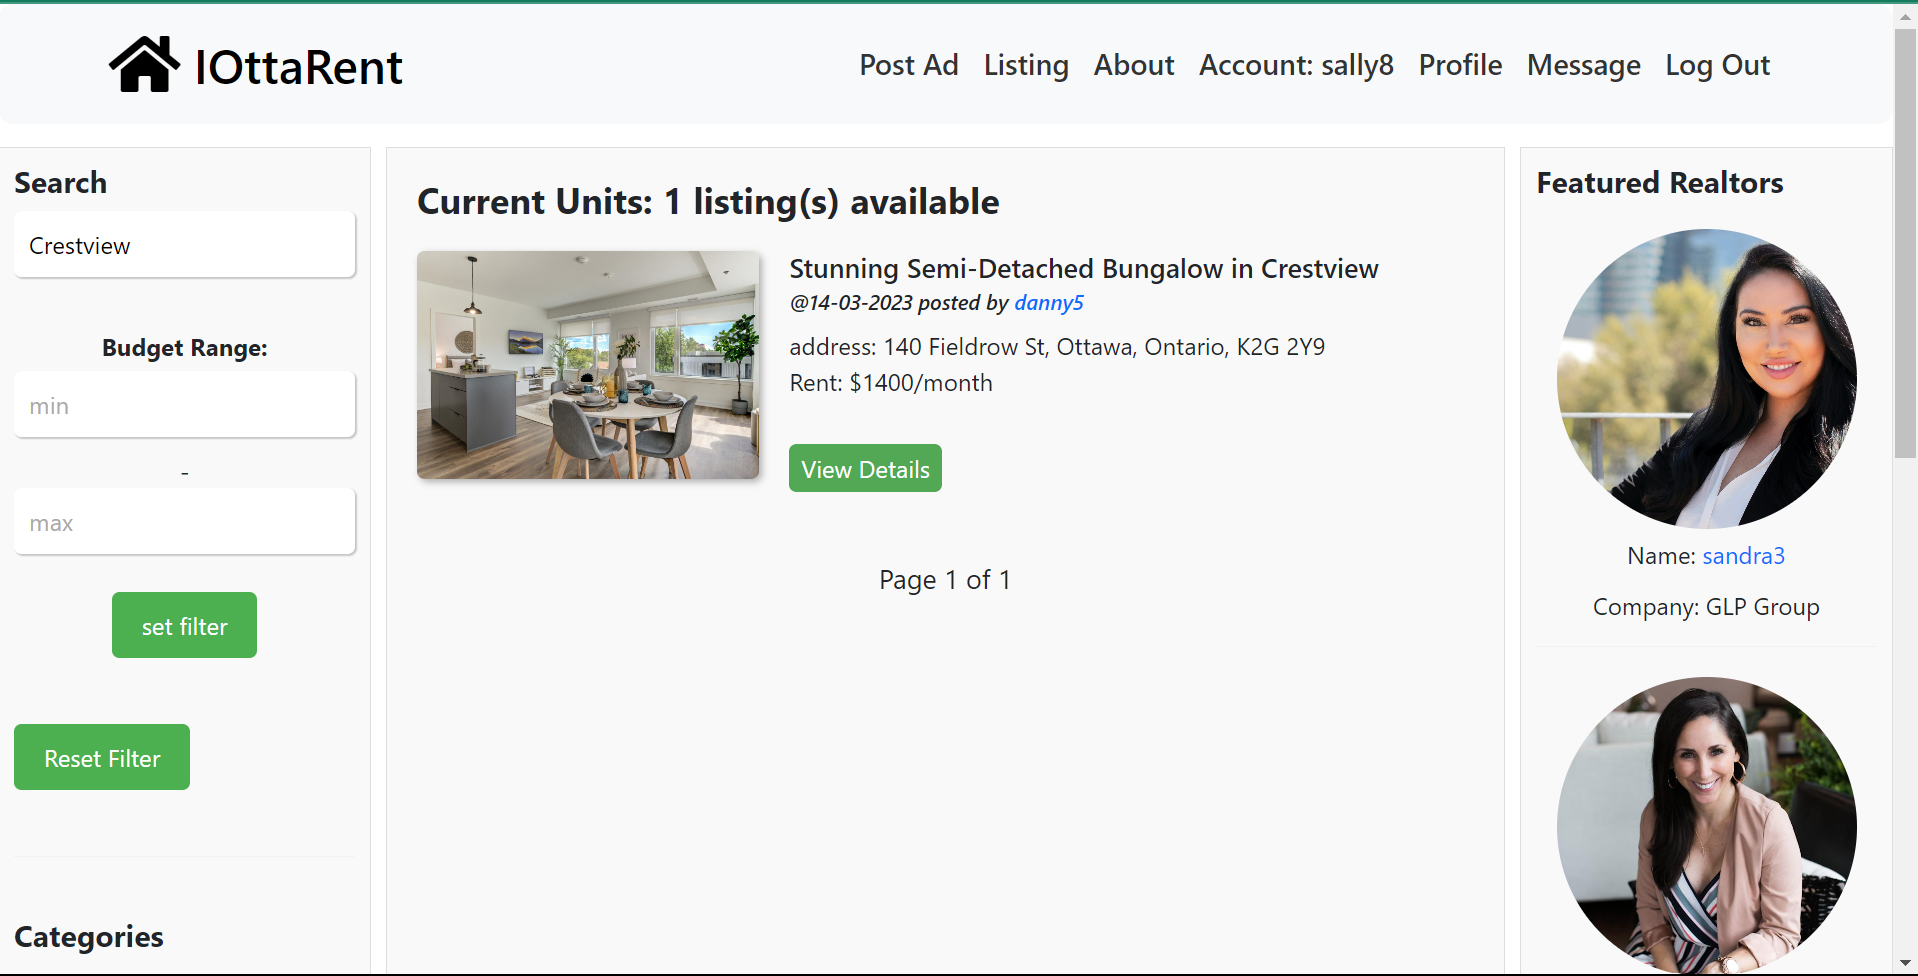 IOttaRent
Post Ad Listing About Account: sally8 Profile Message Log Out
Search
Crestview
Budget Range:
min
-
max
set filter
Reset Filter
Categories
Current Units: 1 listing(s) available
Stunning Semi-Detached Bungalow in Crestview
@14-03-2023 posted by danny5
address: 140 Fieldrow St, Ottawa, Ontario, K2G 2Y9
Rent: $1400/month
View Details
Page 1 of 1
Featured Realtors
Name: sandra3
Company: GLP Group